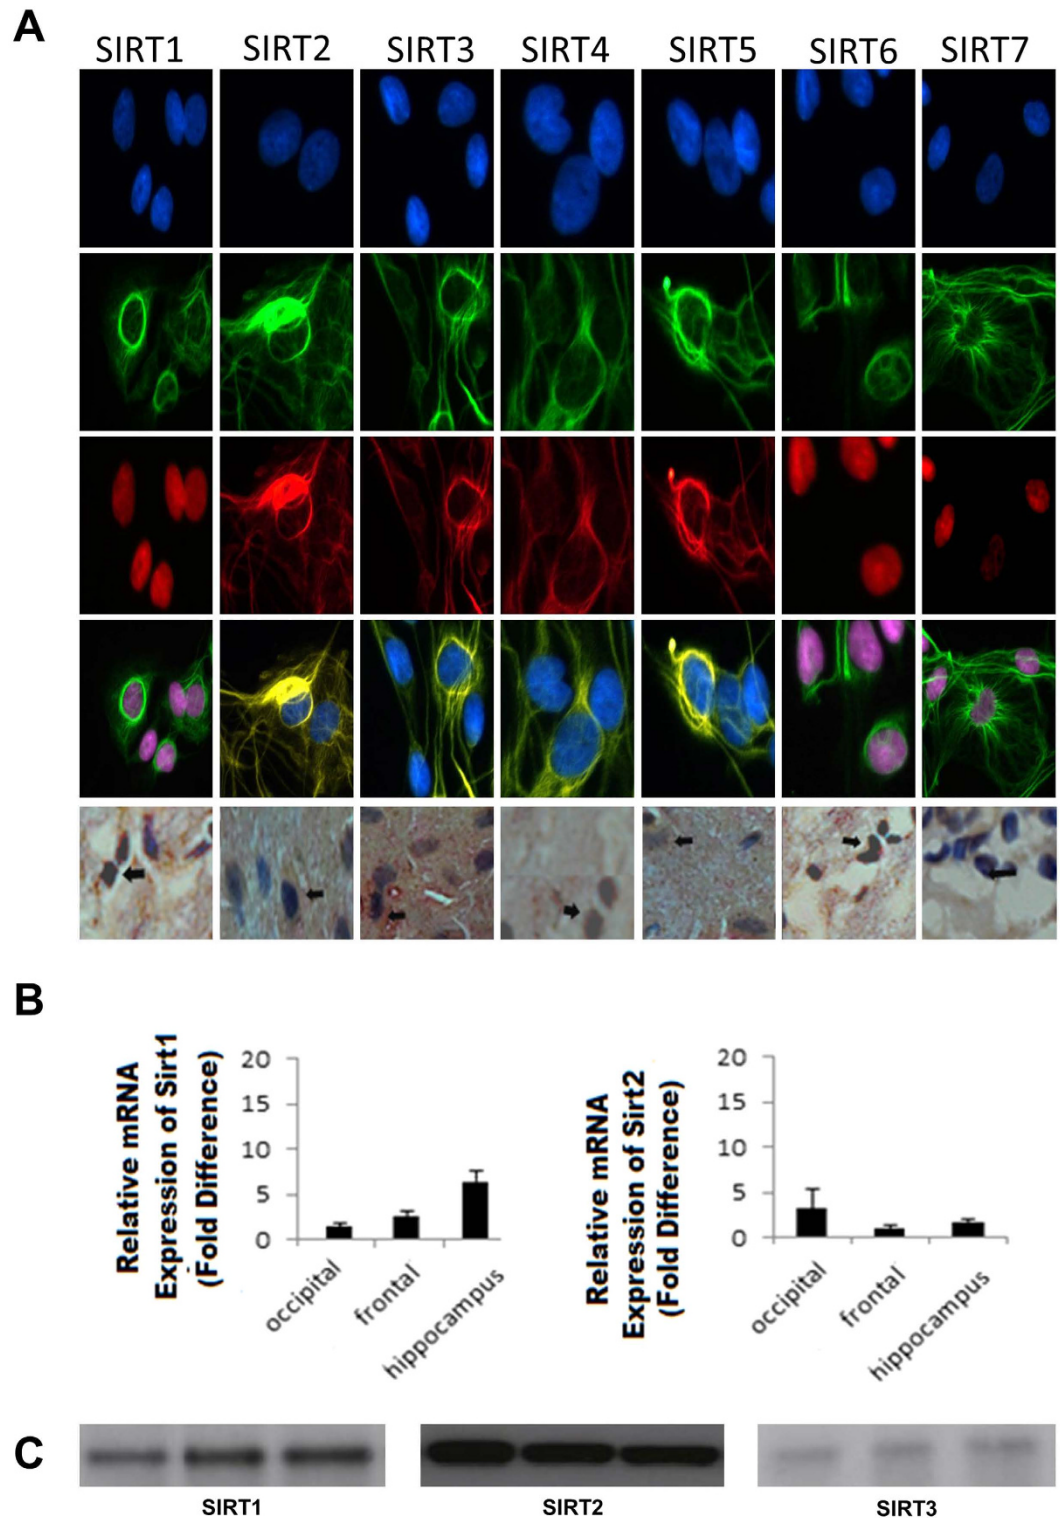 A
SIRT1 SIRT2 SIRT3 SIRT4 SIRT5 SIRT6 SIRT7
B
Relative mRNA
Expression of Sirt1
(Fold Difference)
20
15
10
5
0
occipital
frontal
hippocampus
Relative mRNA
Expression of Sirt2
(Fold Difference)
20
15
10
5
0
occipital
frontal
hippocampus
C
SIRT1 SIRT2 SIRT3